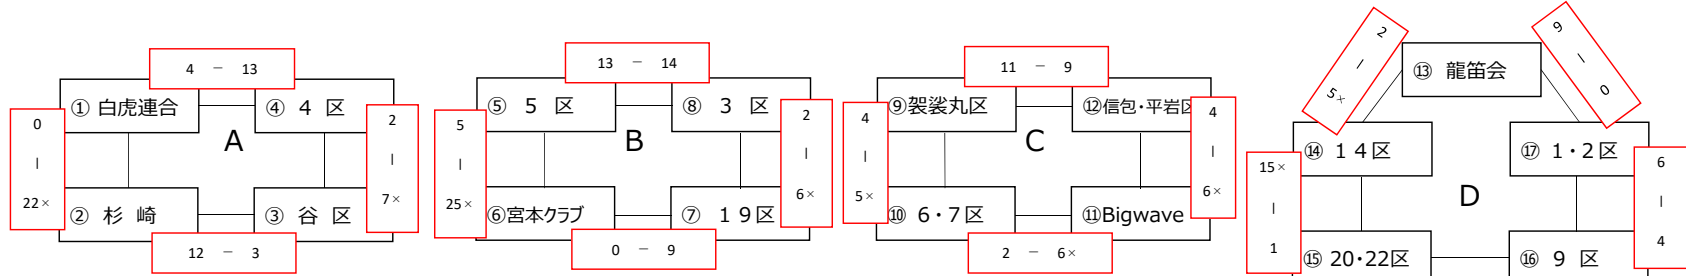 4 － 13
① 白虎連合
④ 4 区
0
|
22×
A
2
|
7×
② 杉 崎
③ 谷 区
12 － 3
13 － 14
⑤ 5 区
⑧ 3 区
5
|
25×
B
2
|
6×
⑥宮本クラブ
⑦ 19区
0 － 9
11 － 9
⑨袈裟丸区
⑫信包・平岩区
4
|
5×
C
4
|
6×
⑩ 6・7区
⑪Bigwave
2 － 6×
2
|
5×
⑬ 龍笛会
9
|
0
⑭ 14区
⑰ 1・2区
15×
|
1
D
6
|
4
⑮ 20・22区
⑯ 9 区